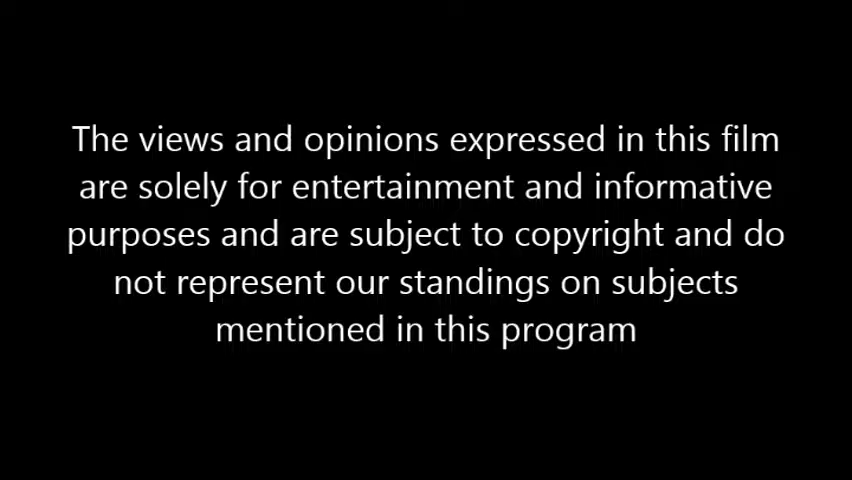 The views and opinions expressed in this film
are solely for entertainment and informative
purposes and are subject to copyright and do
not represent our standings on subjects
mentioned in this program